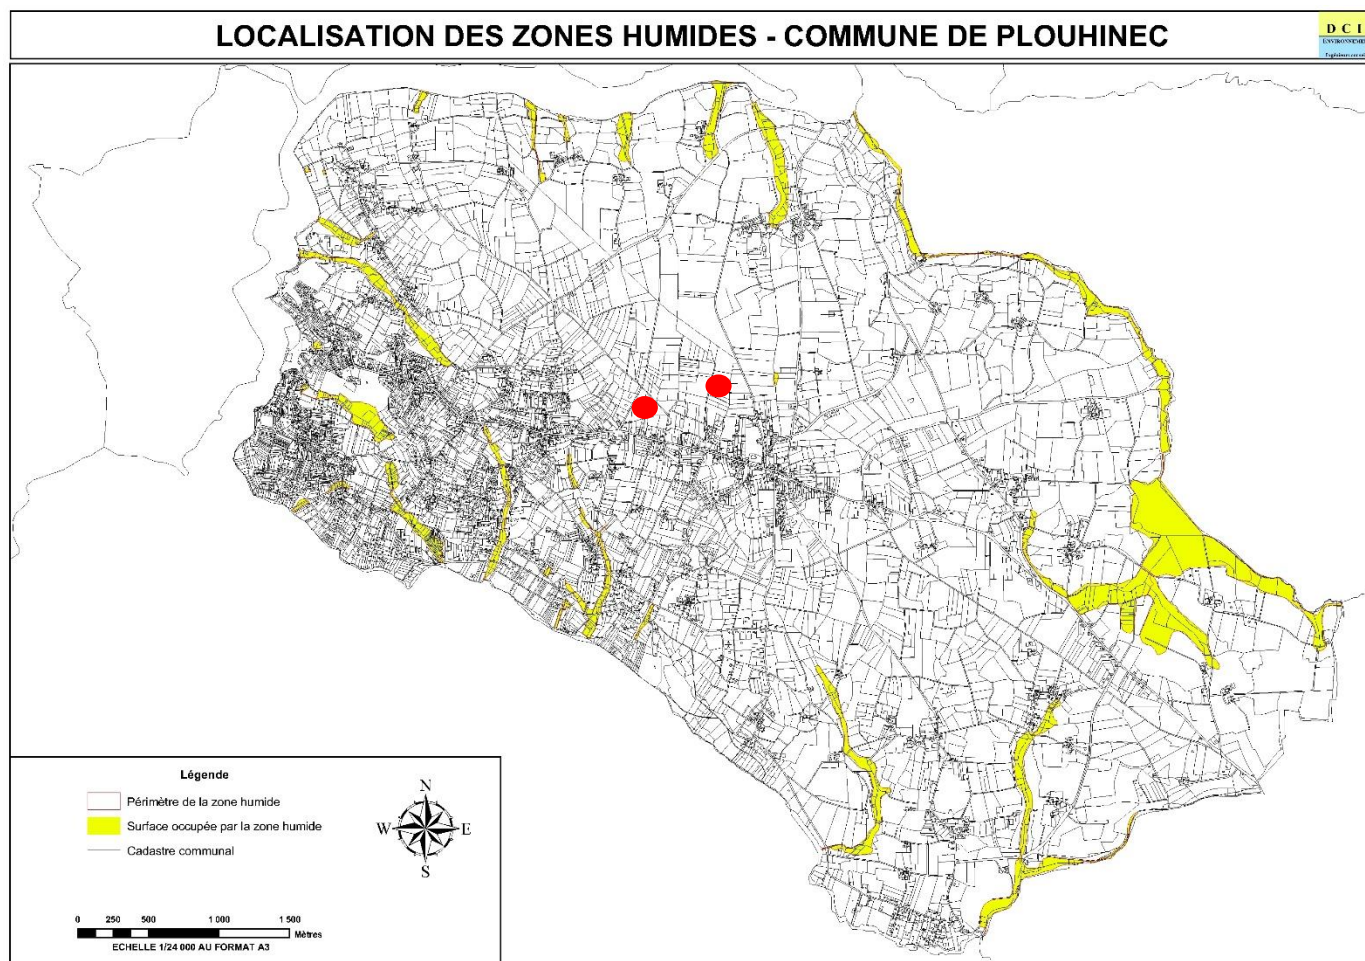 LOCALISATION DES ZONES HUMIDES - COMMUNE DE PLOUHINEC
D C I
Légende
Périmètre de la zone humide
Surface occupée par la zone humide
Cadastre communal
N
W E
S
0 250 500 1 000 1 500
Mètres
ECHELLE 1/24 000 AU FORMAT A3